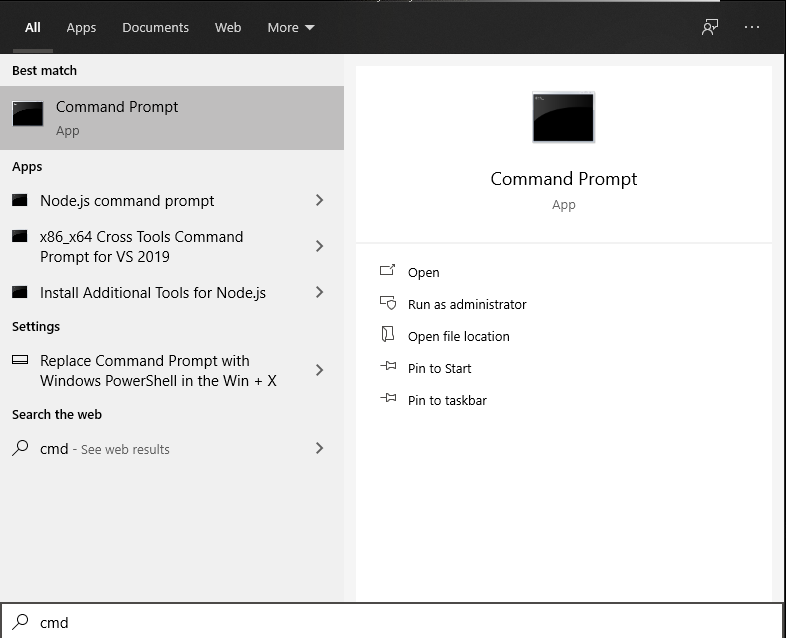 All Apps Documents Web More
Best match
Command Prompt
App
Apps
Node.js command prompt
x86_x64 Cross Tools Command
Prompt for VS 2019
Install Additional Tools for Node.js
Settings
Replace Command Prompt with
Windows PowerShell in the Win + X
Search the web
cmd - See web results
Command Prompt
App
Open
Run as administrator
Open file location
Pin to Start
Pin to taskbar
cmd